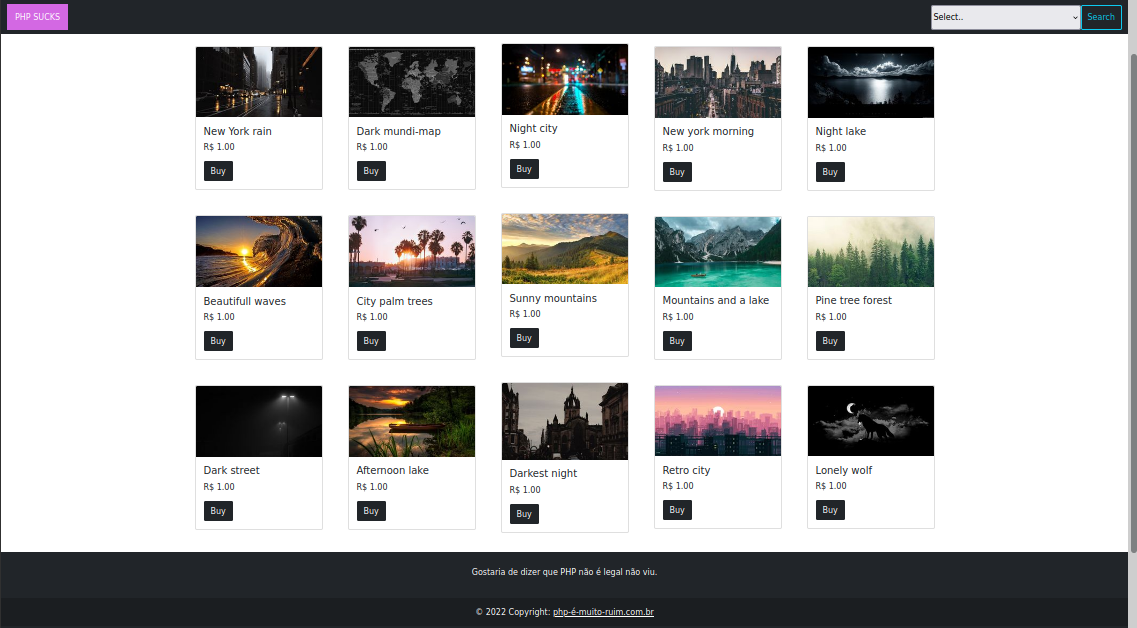 PHP SUCKS
Select..
Search
New York rain
R$ 1.00
Buy
Dark mundi-map
R$ 1.00
Buy
Night city
R$ 1.00
Buy
New york morning
R$ 1.00
Buy
Night lake
R$ 1.00
Buy
Beautifull waves
R$ 1.00
Buy
City palm trees
R$ 1.00
Buy
Sunny mountains
R$ 1.00
Buy
Mountains and a lake
R$ 1.00
Buy
Pine tree forest
R$ 1.00
Buy
Dark street
R$ 1.00
Buy
Afternoon lake
R$ 1.00
Buy
Darkest night
R$ 1.00
Buy
Retro city
R$ 1.00
Buy
Lonely wolf
R$ 1.00
Buy
Gostaria de dizer que PHP não é legal não viu.
© 2022 Copyright: php-é-muito-ruim.com.br